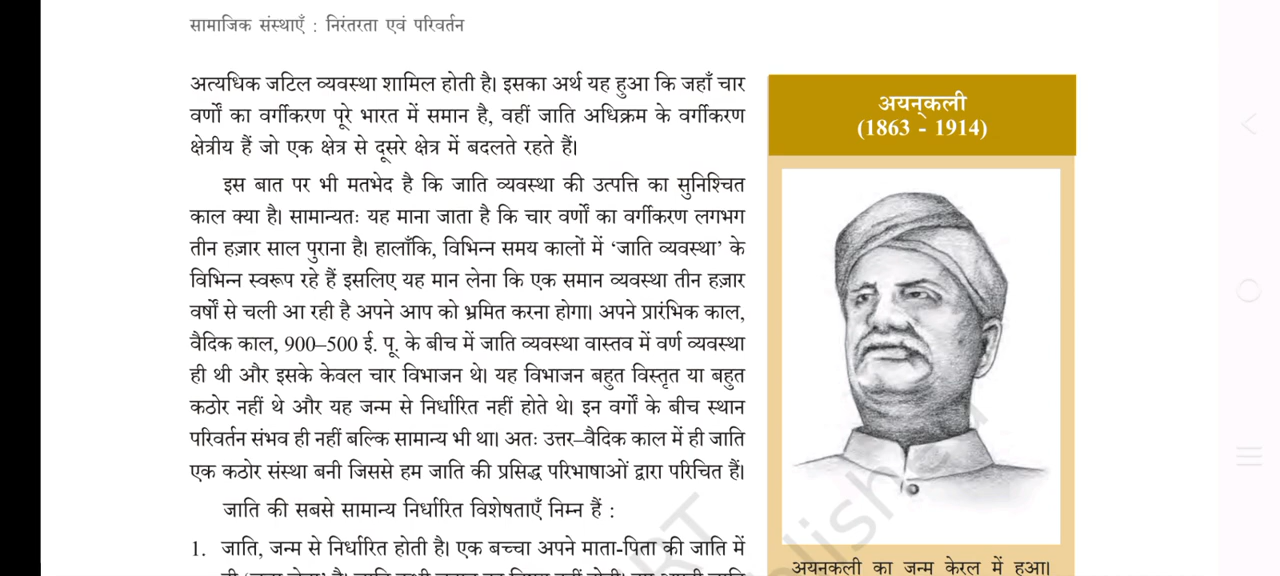 सामाजिक संस्थाएँ : निरंतरता एवं परिवर्तन
अत्यधिक जटिल व्यवस्था शामिल होती है। इसका अर्थ यह हुआ कि जहाँ चार
वर्णों का वर्गीकरण पूरे भारत में समान है, वहीं जाति अधिक्रम के वर्गीकरण
क्षेत्रीय हैं जो एक क्षेत्र से दूसरे क्षेत्र में बदलते रहते हैं।
इस बात पर भी मतभेद है कि जाति व्यवस्था की उत्पत्ति का सुनिश्चित
काल क्या है। सामान्यतः यह माना जाता है कि चार वर्णों का वर्गीकरण लगभग
तीन हज़ार साल पुराना है। हालाँकि, विभिन्न समय कालों में ‘जाति व्यवस्था’ के
विभिन्न स्वरूप रहे हैं इसलिए यह मान लेना कि एक समान व्यवस्था तीन हज़ार
वर्षों से चली आ रही है अपने आप को भ्रमित करना होगा। अपने प्रारंभिक काल,
वैदिक काल, 900–500 ई. पू. के बीच में जाति व्यवस्था वास्तव में वर्ण व्यवस्था
ही थी और इसके केवल चार विभाजन थे। यह विभाजन बहुत विस्तृत या बहुत
कठोर नहीं थे और यह जन्म से निर्धारित नहीं होते थे। इन वर्गों के बीच स्थान
परिवर्तन संभव ही नहीं बल्कि सामान्य भी था। अतः उत्तर–वैदिक काल में ही जाति
एक कठोर संस्था बनी जिससे हम जाति की प्रसिद्ध परिभाषाओं द्वारा परिचित हैं।
जाति की सबसे सामान्य निर्धारित विशेषताएँ निम्न हैं :
1. जाति, जन्म से निर्धारित होती है। एक बच्चा अपने माता-पिता की जाति में
अयन्कली
(1863 - 1914)
अयनकली का जन्म केरल में हुआ।